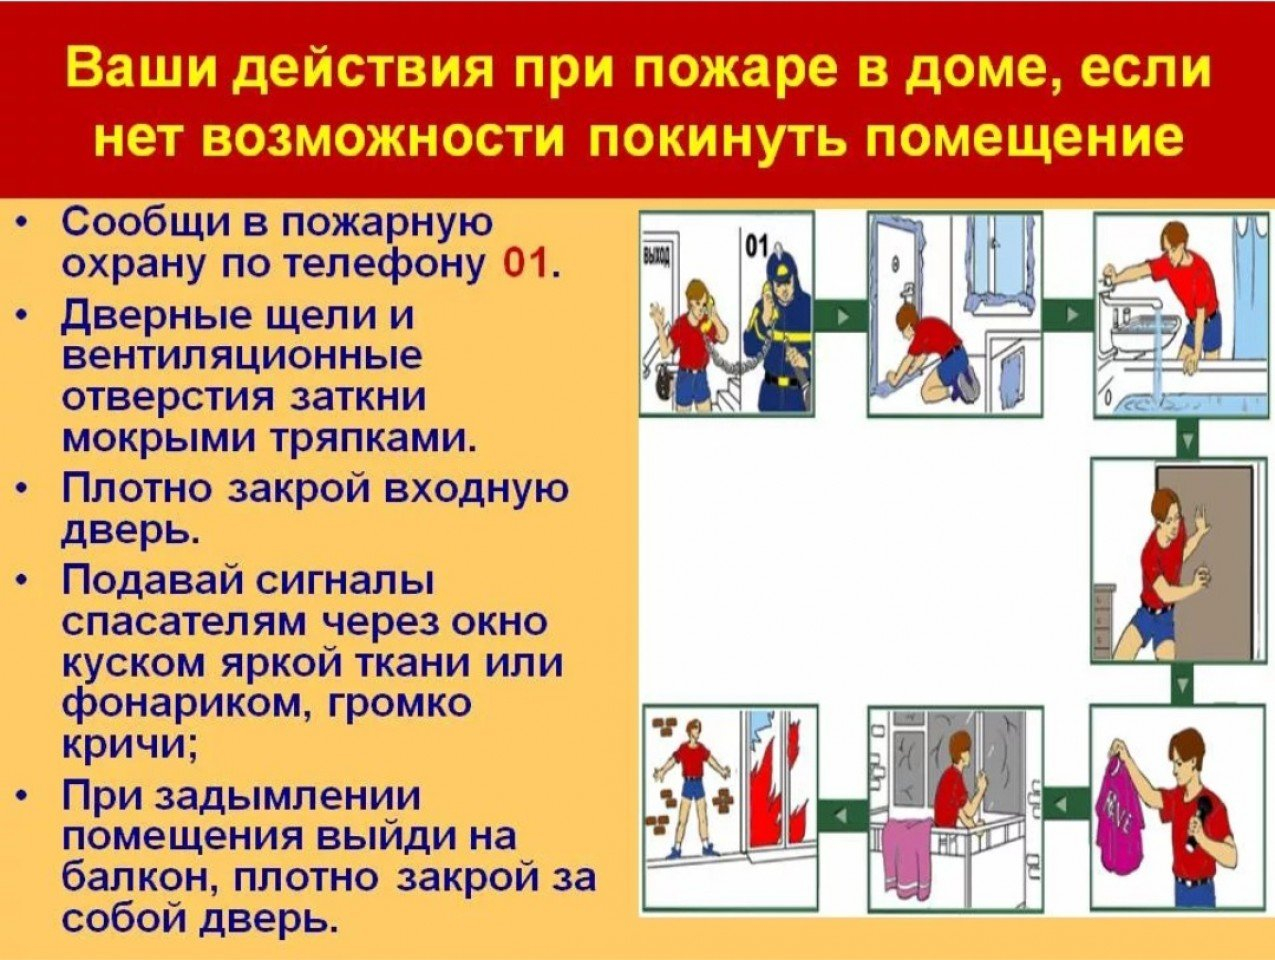 Ваши действия при пожаре в доме, если
нет возможности покинуть помещение
• Сообщи в пожарную
охрану по телефону 01.
• Дверные щели и
вентиляционные
отверстия заткни
мокрыми тряпками.
• Плотно закрой входную
дверь.
• Подавай сигналы
спасателям через окно
куском яркой ткани или
фонариком, громко
кричи;
• При задымлении
помещения выйди на
балкон, плотно закрой за
собой дверь.
ВЫХОД
01